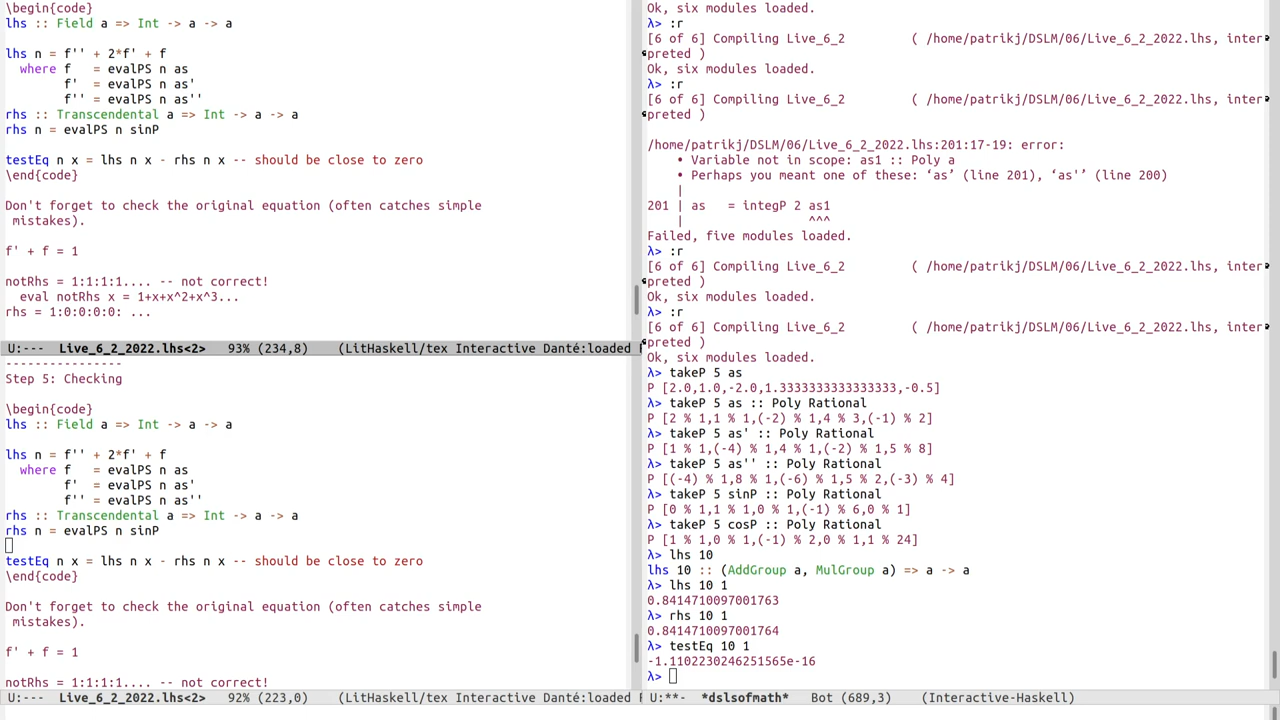 \begin{code}
lhs :: Field a => Int -> a -> a
lhs n = f'' + 2*f' + f
  where f   = evalPS n as
        f'  = evalPS n as'
        f'' = evalPS n as''
rhs :: Transcendental a => Int -> a -> a
rhs n = evalPS n sinP
testEq n x = lhs n x - rhs n x -- should be close to zero
\end{code}
Don't forget to check the original equation (often catches simple
 mistakes).
f' + f = 1
notRhs = 1:1:1:1.... -- not correct!
  eval notRhs x = 1+x+x^2+x^3...
rhs = 1:0:0:0:0: ...
U:---  Live_6_2_2022.lhs<2>   93% (234,8)    (LitHaskell/tex Interactive Danté:loaded
----------------
Step 5: Checking
\begin{code}
lhs :: Field a => Int -> a -> a
lhs n = f'' + 2*f' + f
  where f   = evalPS n as
        f'  = evalPS n as'
        f'' = evalPS n as''
rhs :: Transcendental a => Int -> a -> a
rhs n = evalPS n sinP
testEq n x = lhs n x - rhs n x -- should be close to zero
\end{code}
Don't forget to check the original equation (often catches simple
 mistakes).
f' + f = 1
notRhs = 1:1:1:1.... -- not correct!
U:---  Live_6_2_2022.lhs<2>   92% (223,0)    (LitHaskell/tex Interactive Danté:loaded
Ok, six modules loaded.
λ> :r
[6 of 6] Compiling Live_6_2_2022    ( /home/patrikj/DSLM/06/Live_6_2_2022.lhs, inter
preted )
Ok, six modules loaded.
λ> :r
[6 of 6] Compiling Live_6_2         ( /home/patrikj/DSLM/06/Live_6_2_2022.lhs, inter
preted )
/home/patrikj/DSLM/06/Live_6_2_2022.lhs:201:17-19: error:
    • Variable not in scope: as1 :: Poly a
    • Perhaps you meant one of these: ‘as’ (line 201), ‘as'’ (line 200)
    |
201 | as   = integP 2 as1
    |                 ^^^
Failed, five modules loaded.
λ> :r
[6 of 6] Compiling Live_6_2         ( /home/patrikj/DSLM/06/Live_6_2_2022.lhs, inter
preted )
Ok, six modules loaded.
λ> :r
[6 of 6] Compiling Live_6_2         ( /home/patrikj/DSLM/06/Live_6_2_2022.lhs, inter
preted )
Ok, six modules loaded.
λ> takeP 5 as
P [2.0,1.0,-2.0,1.3333333333333333,-0.5]
λ> takeP 5 as :: Poly Rational
P [2 % 1,1 % 1,(-2) % 1,4 % 3,(-1) % 2]
λ> takeP 5 as' :: Poly Rational
P [1 % 1,(-4) % 1,4 % 1,(-2) % 1,5 % 8]
λ> takeP 5 as'' :: Poly Rational
P [(-4) % 1,8 % 1,(-6) % 1,5 % 2,(-3) % 4]
λ> takeP 5 sinP :: Poly Rational
P [0 % 1,1 % 1,0 % 1,(-1) % 6,0 % 1]
λ> takeP 5 cosP :: Poly Rational
P [1 % 1,0 % 1,(-1) % 2,0 % 1,1 % 24]
λ> lhs 10
lhs 10 :: (AddGroup a, MulGroup a) => a -> a
λ> lhs 10 1
0.8414710097001763
λ> rhs 10 1
0.8414710097001764
λ> testEq 10 1
-1.1102230246251565e-16
λ>
U:**-  *dslsofmath*   Bot (689,3)    (Interactive-Haskell)